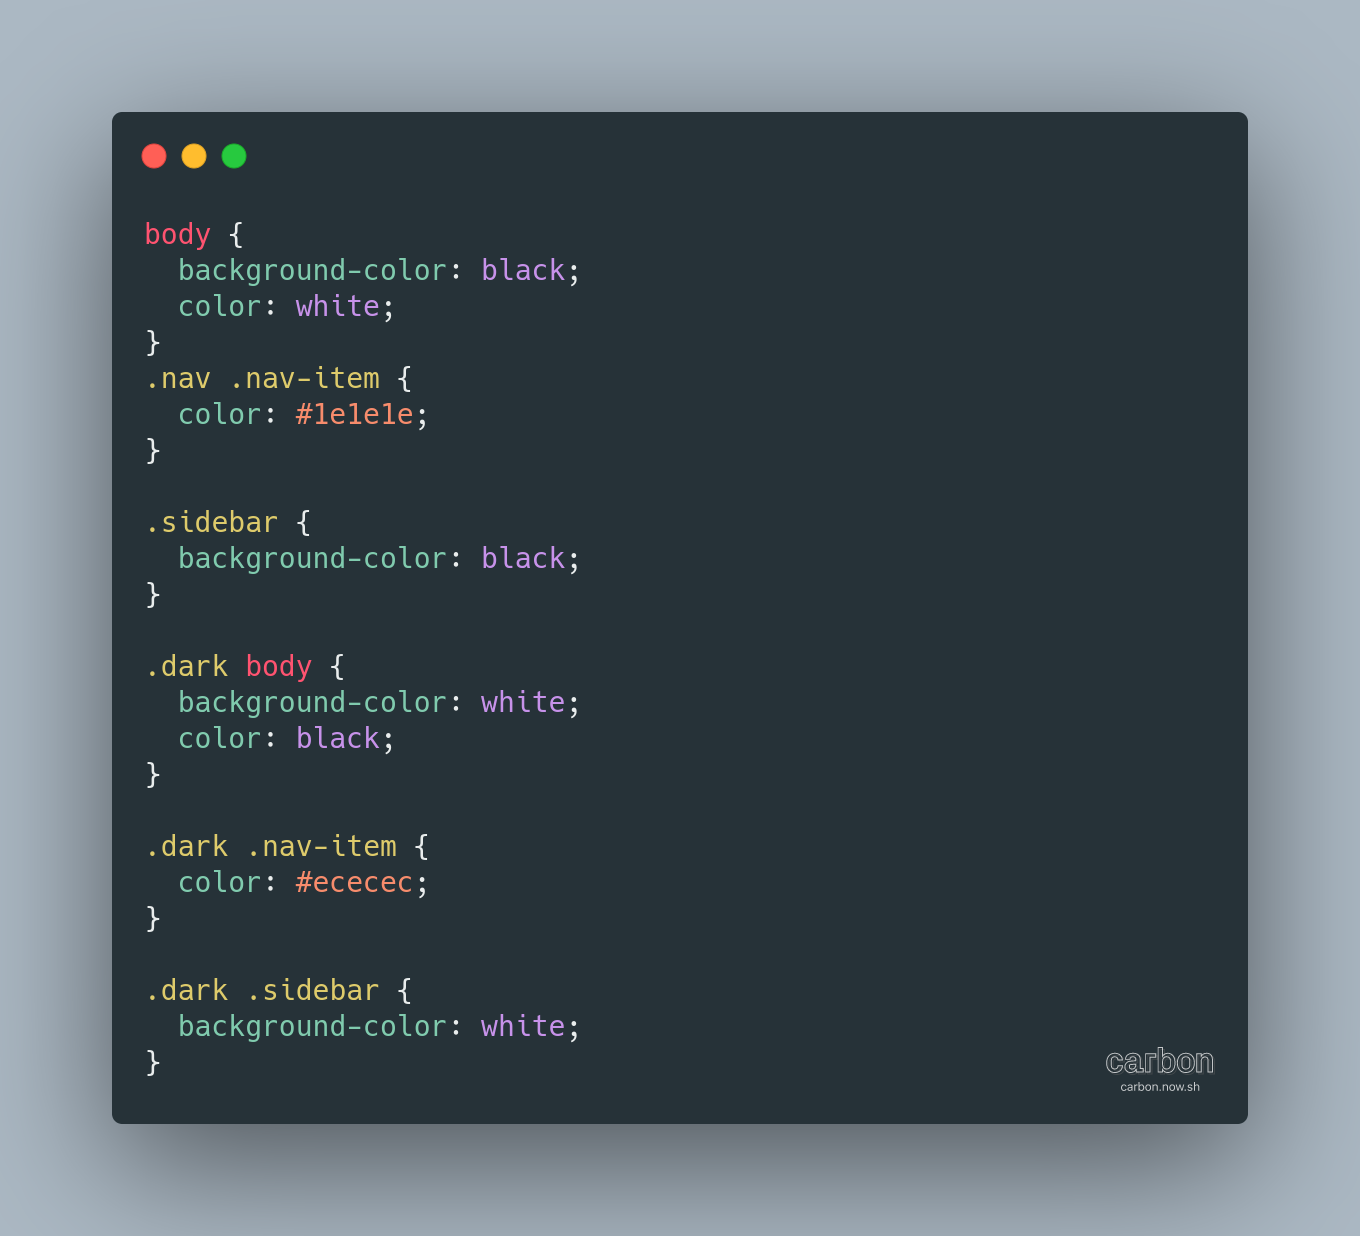 body {
  background-color: black;
  color: white;
}
.nav .nav-item {
  color: #1e1e1e;
}

.sidebar {
  background-color: black;
}

.dark body {
  background-color: white;
  color: black;
}

.dark .nav-item {
  color: #ececec;
}

.dark .sidebar {
  background-color: white;
}
carbon
carbon.now.sh